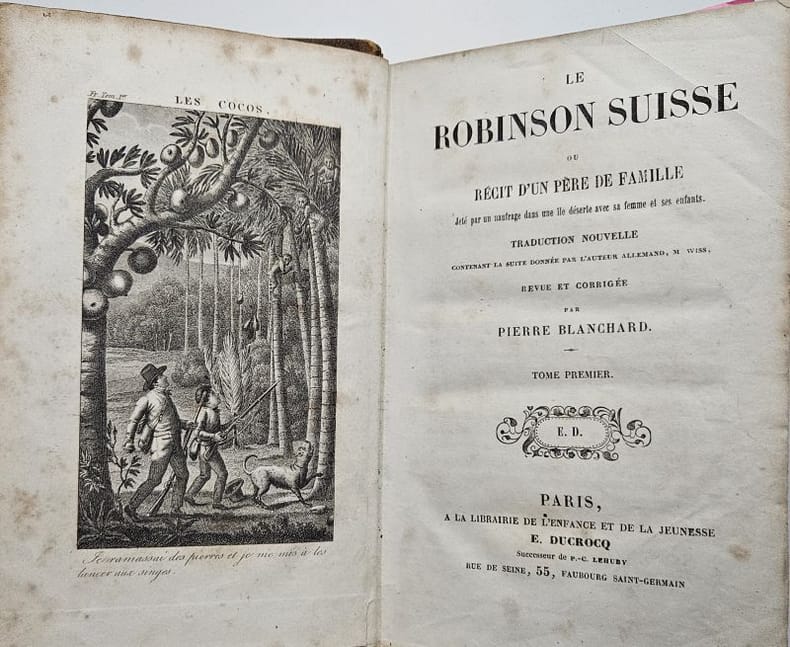 Fr. Tom. 1er
LES COCOS.
Je ramassai des pierres et je me mis à les
lancer aux singes.
LE
ROBINSON SUISSE
OU
RÉCIT D'UN PÈRE DE FAMILLE
Jeté par un naufrage dans une île déserte avec sa femme et ses enfants.
TRADUCTION NOUVELLE
CONTENANT LA SUITE DONNÉE PAR L'AUTEUR ALLEMAND, M WISS,
REVUE ET CORRIGÉE
PAR
PIERRE BLANCHARD.
TOME PREMIER.
E. D.
PARIS,
A LA LIBRAIRIE DE L'ENFANCE ET DE LA JEUNESSE
E. DUCROCQ
Successeur de P.-C. LEHUBY
RUE DE SEINE, 55, FAUBOURG SAINT-GERMAIN